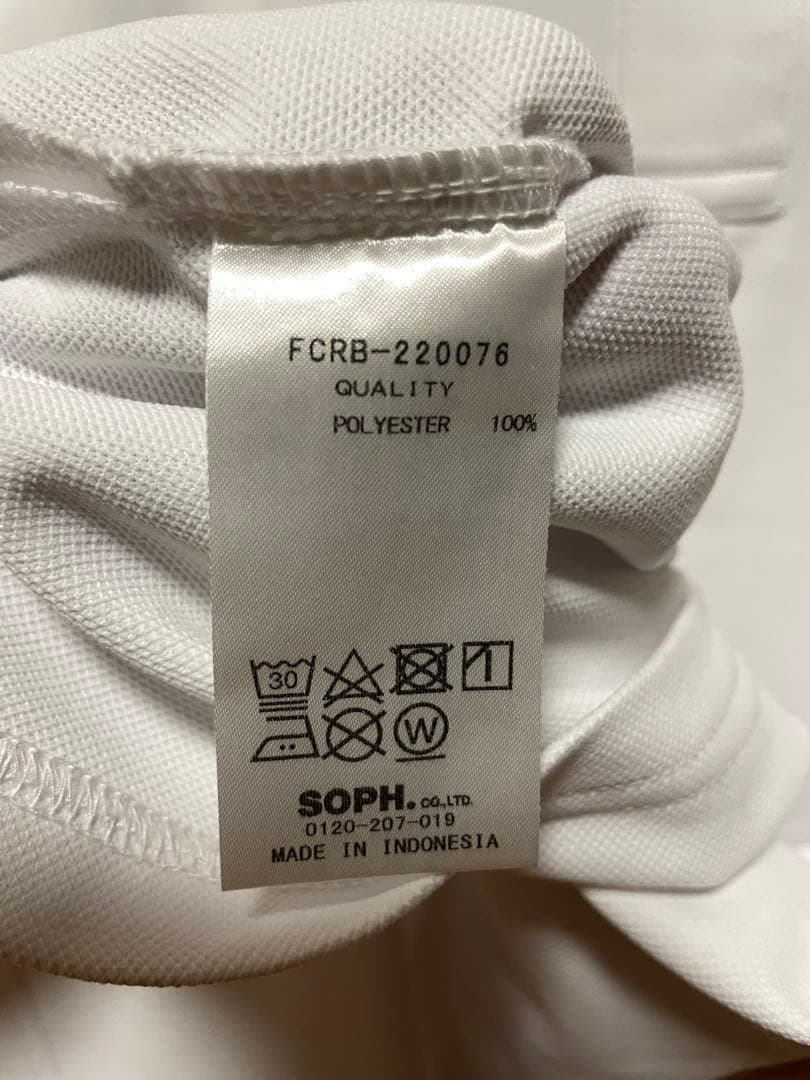 FCRB-220076
QUALITY
POLYESTER 100%
30
W
SOPH. CO.,LTD.
0120-207-019
MADE IN INDONESIA